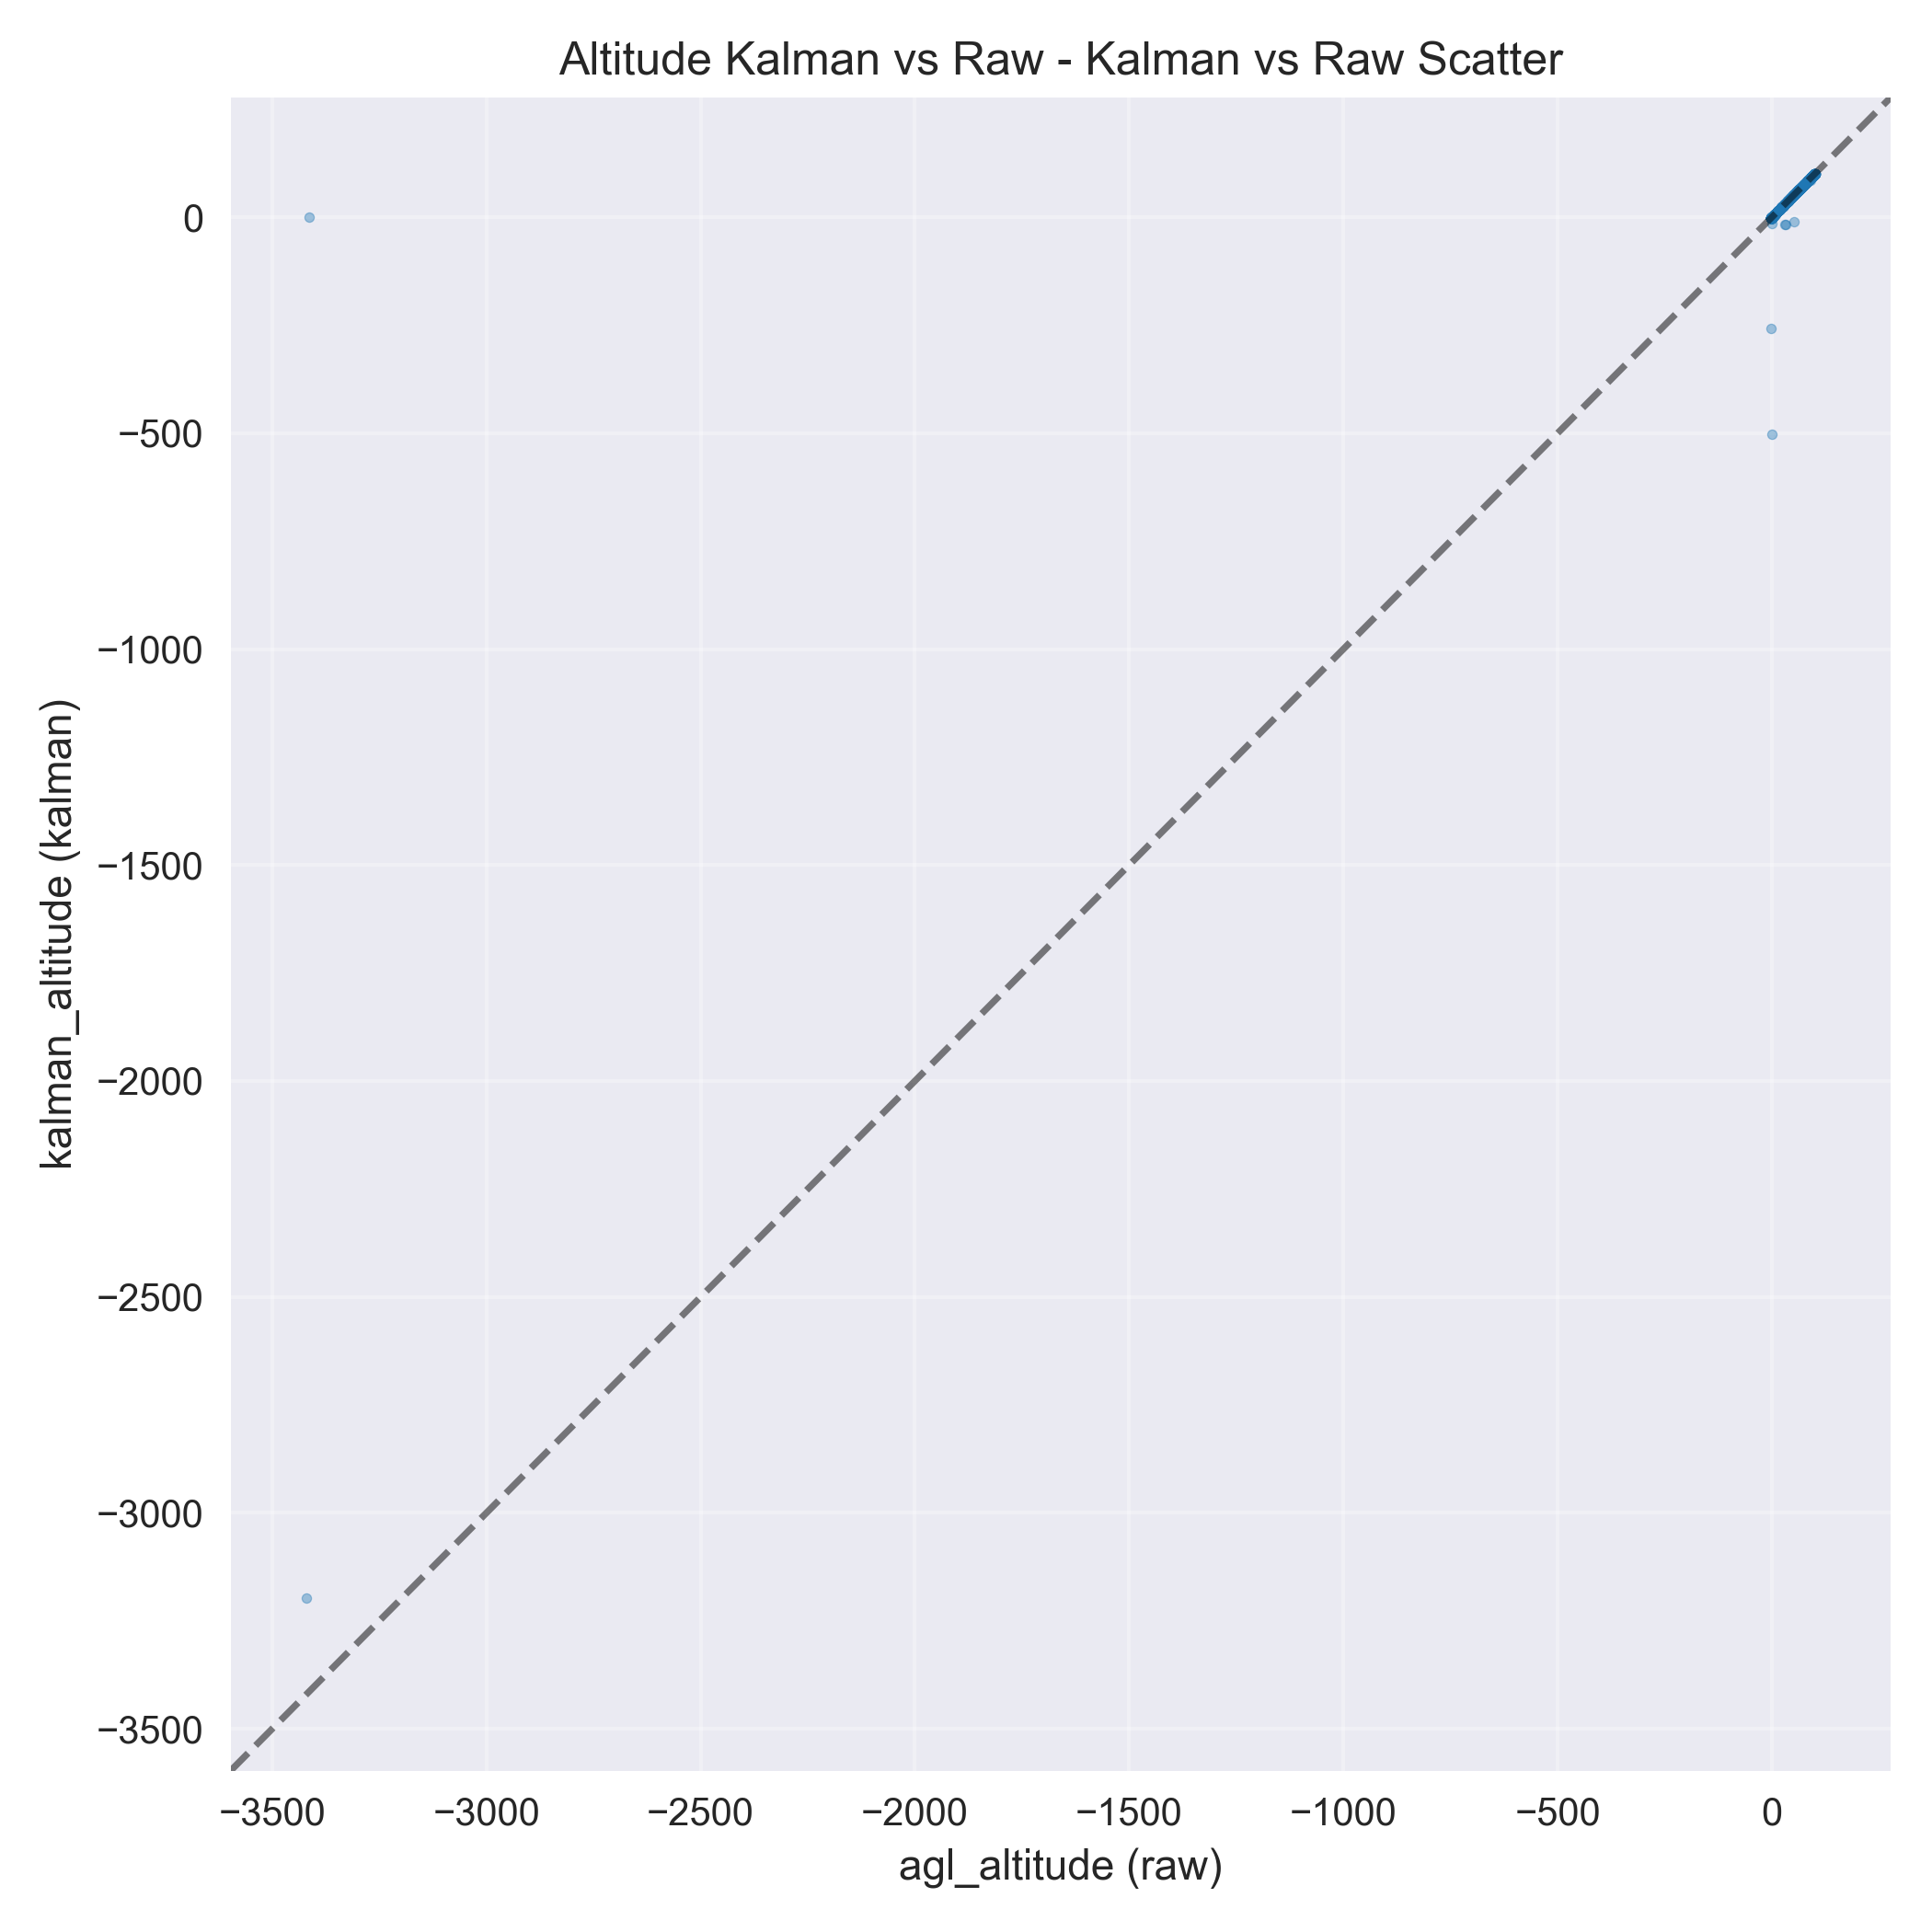 Altitude Kalman vs Raw - Kalman vs Raw Scatter
kalman_altitude (kalman)
0
−500
−1000
−1500
−2000
−2500
−3000
−3500
−3500 −3000 −2500 −2000 −1500 −1000 −500 0
agl_altitude (raw)